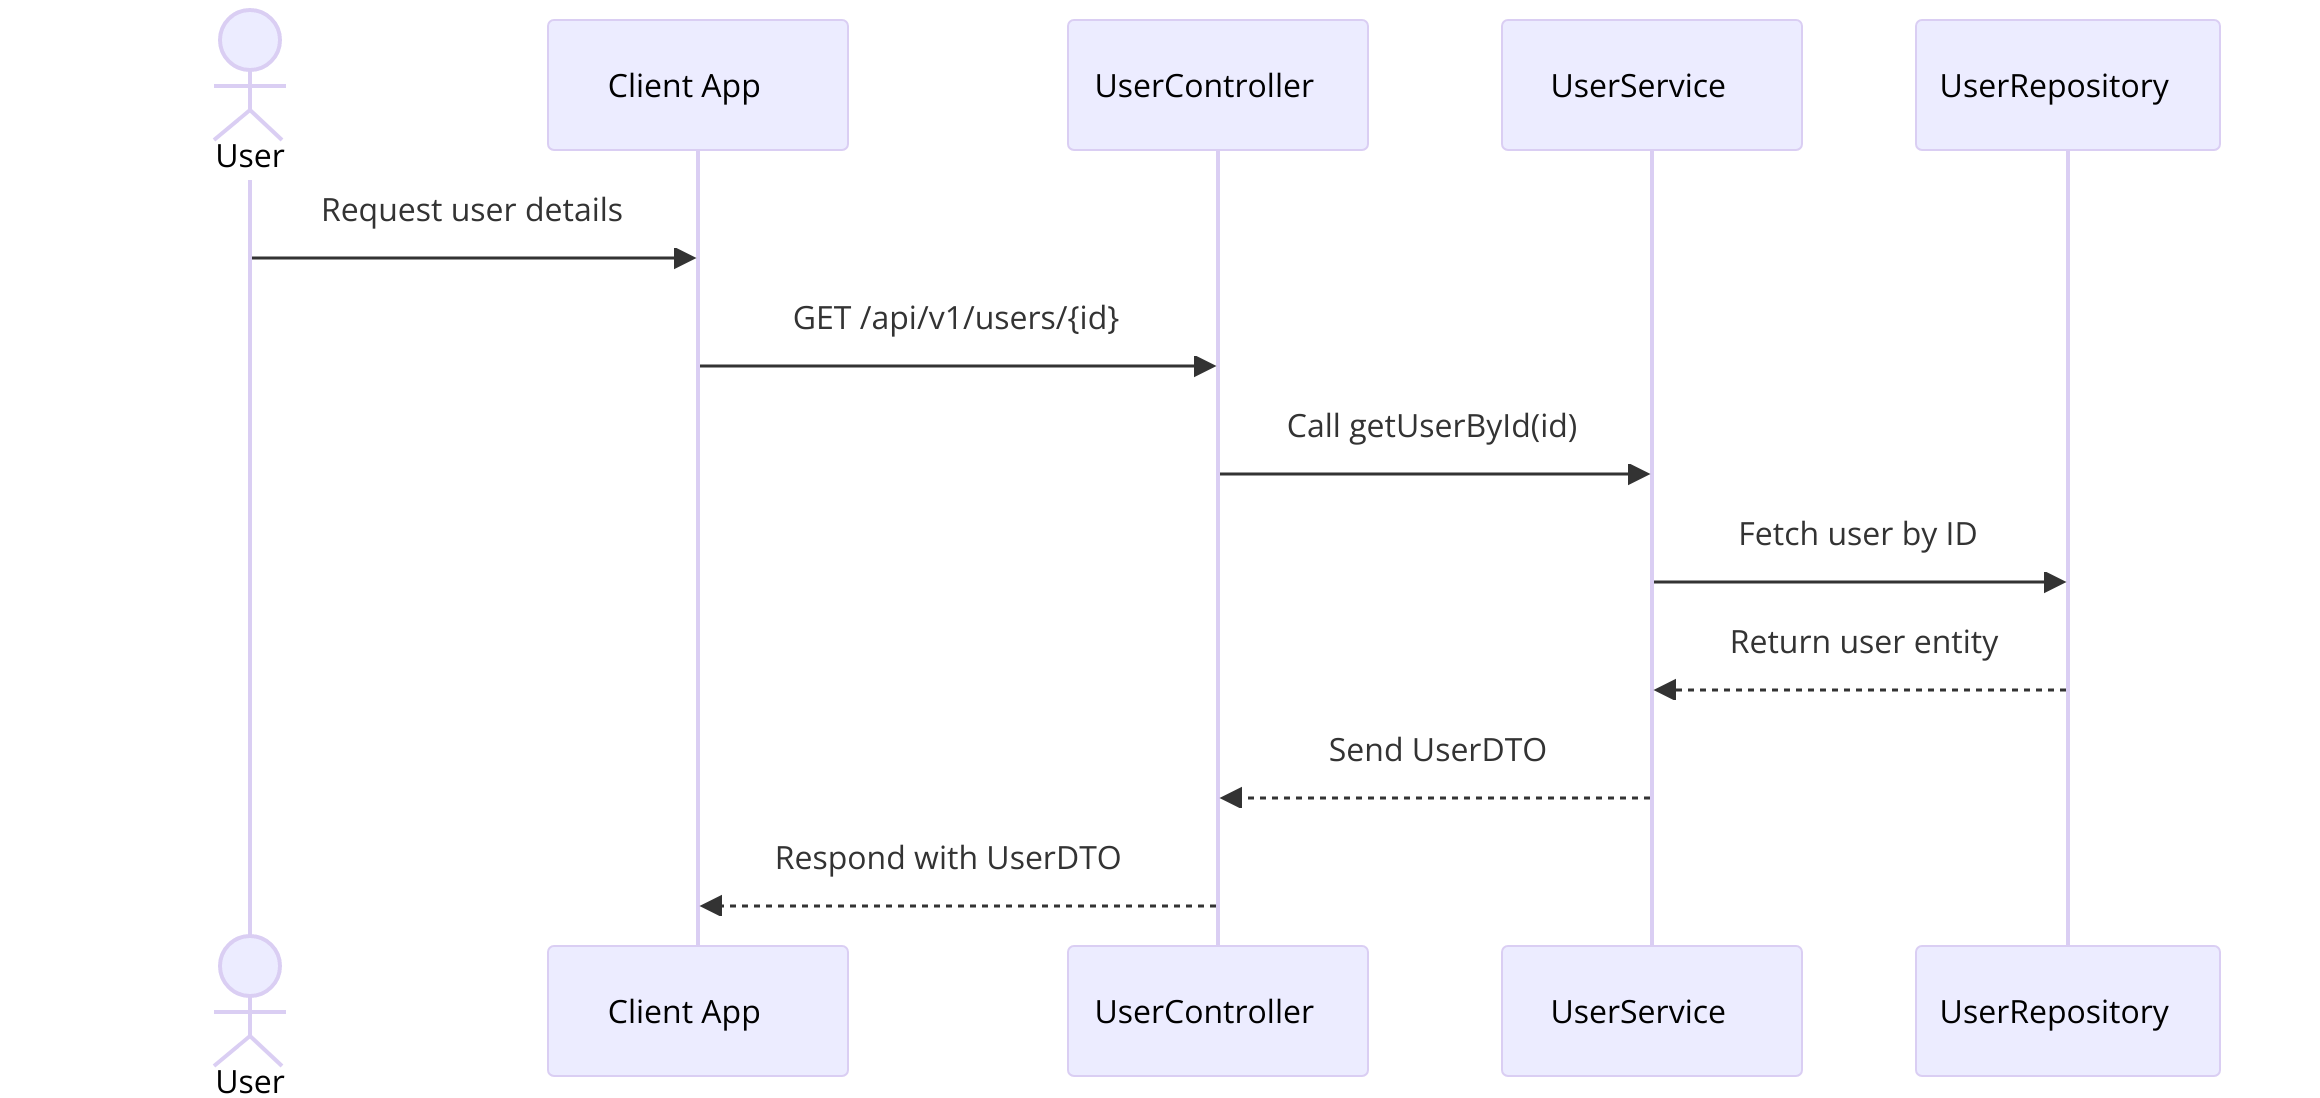 User
Client App
UserController
UserService
UserRepository
Request user details
GET /api/v1/users/{id}
Call getUserById(id)
Fetch user by ID
Return user entity
Send UserDTO
Respond with UserDTO
User
Client App
UserController
UserService
UserRepository